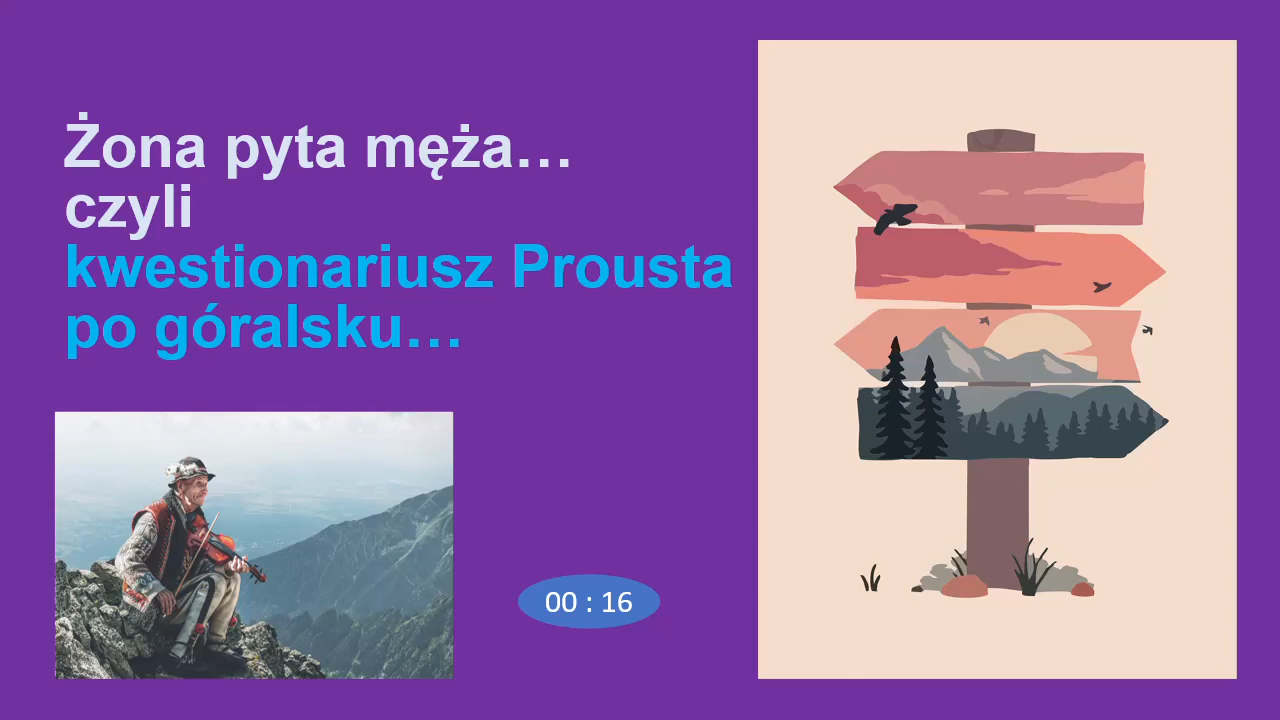 Żona pyta męża…
czyli
kwestionariusz Prousta
po góralsku…
00 : 16